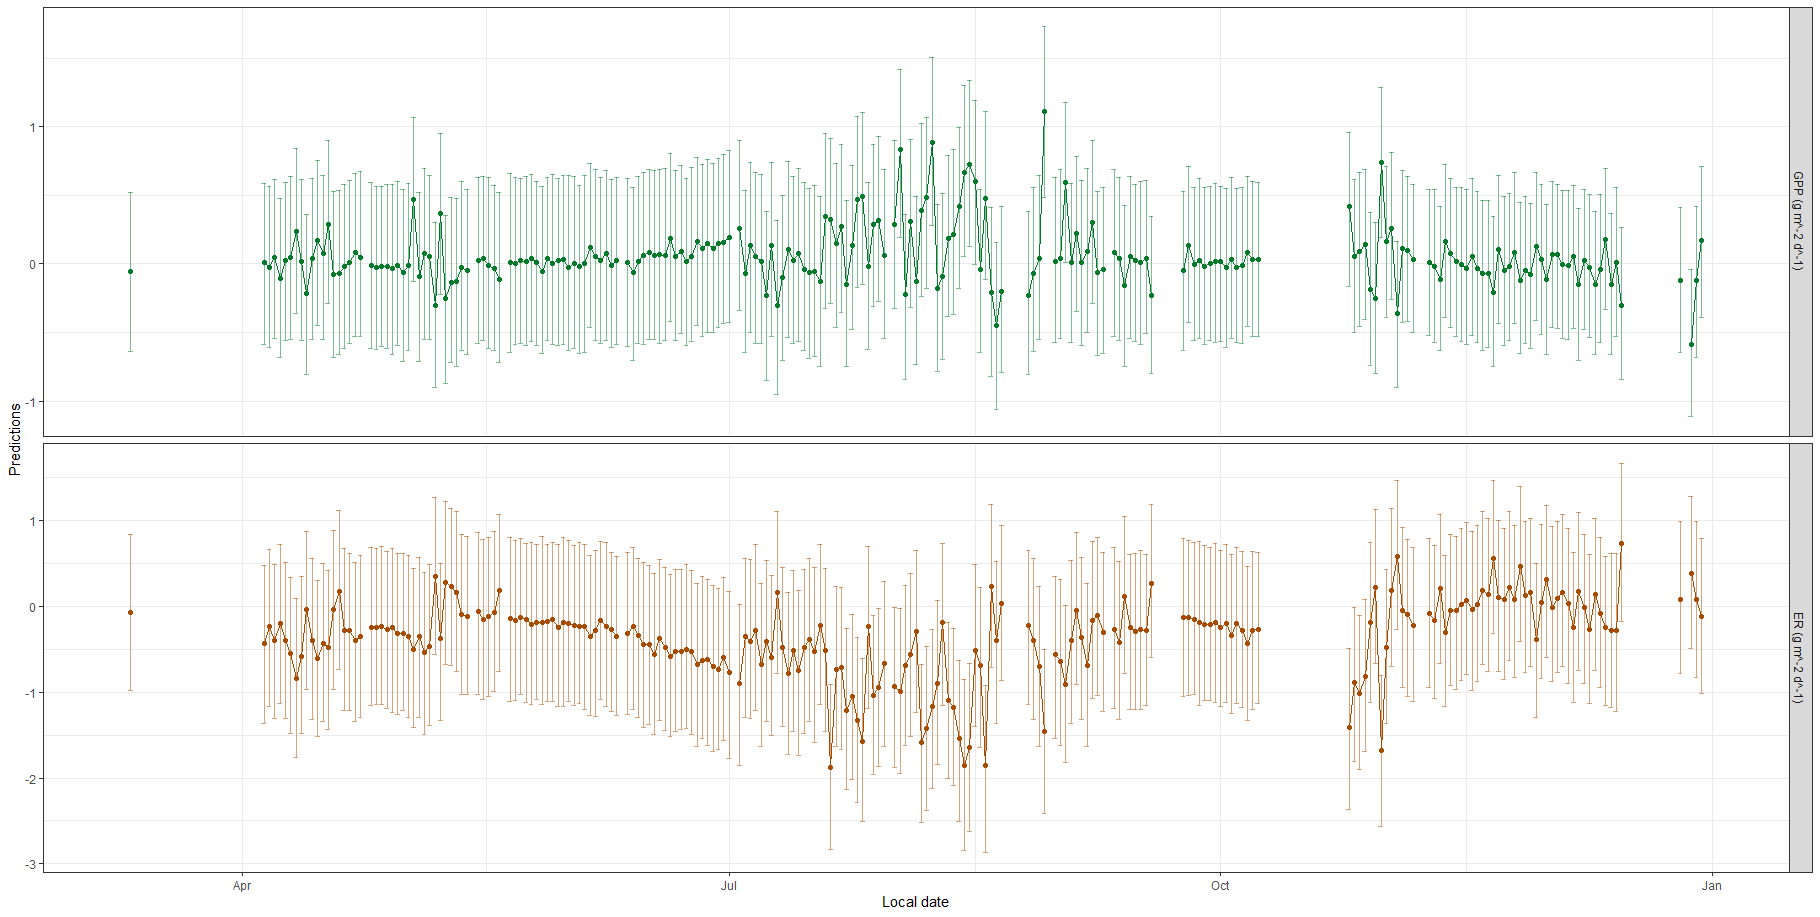 1
0
-1
GPP (g m^-2 d^-1)
Predictions
1
0
-1
-2
-3
ER (g m^-2 d^-1)
Apr
Jul
Oct
Jan
Local date